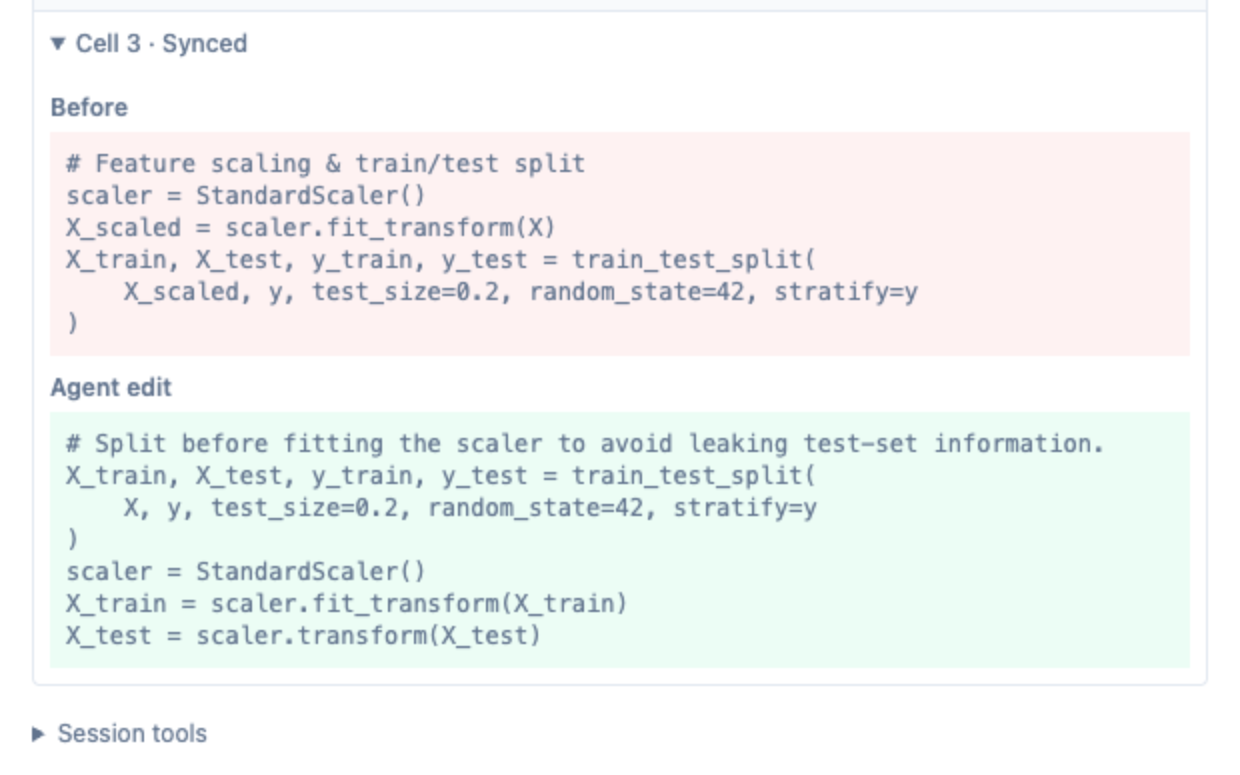 ▼ Cell 3 · Synced
Before
# Feature scaling & train/test split
scaler = StandardScaler()
X_scaled = scaler.fit_transform(X)
X_train, X_test, y_train, y_test = train_test_split(
    X_scaled, y, test_size=0.2, random_state=42, stratify=y
)
Agent edit
# Split before fitting the scaler to avoid leaking test-set information.
X_train, X_test, y_train, y_test = train_test_split(
    X, y, test_size=0.2, random_state=42, stratify=y
)
scaler = StandardScaler()
X_train = scaler.fit_transform(X_train)
X_test = scaler.transform(X_test)
▶ Session tools